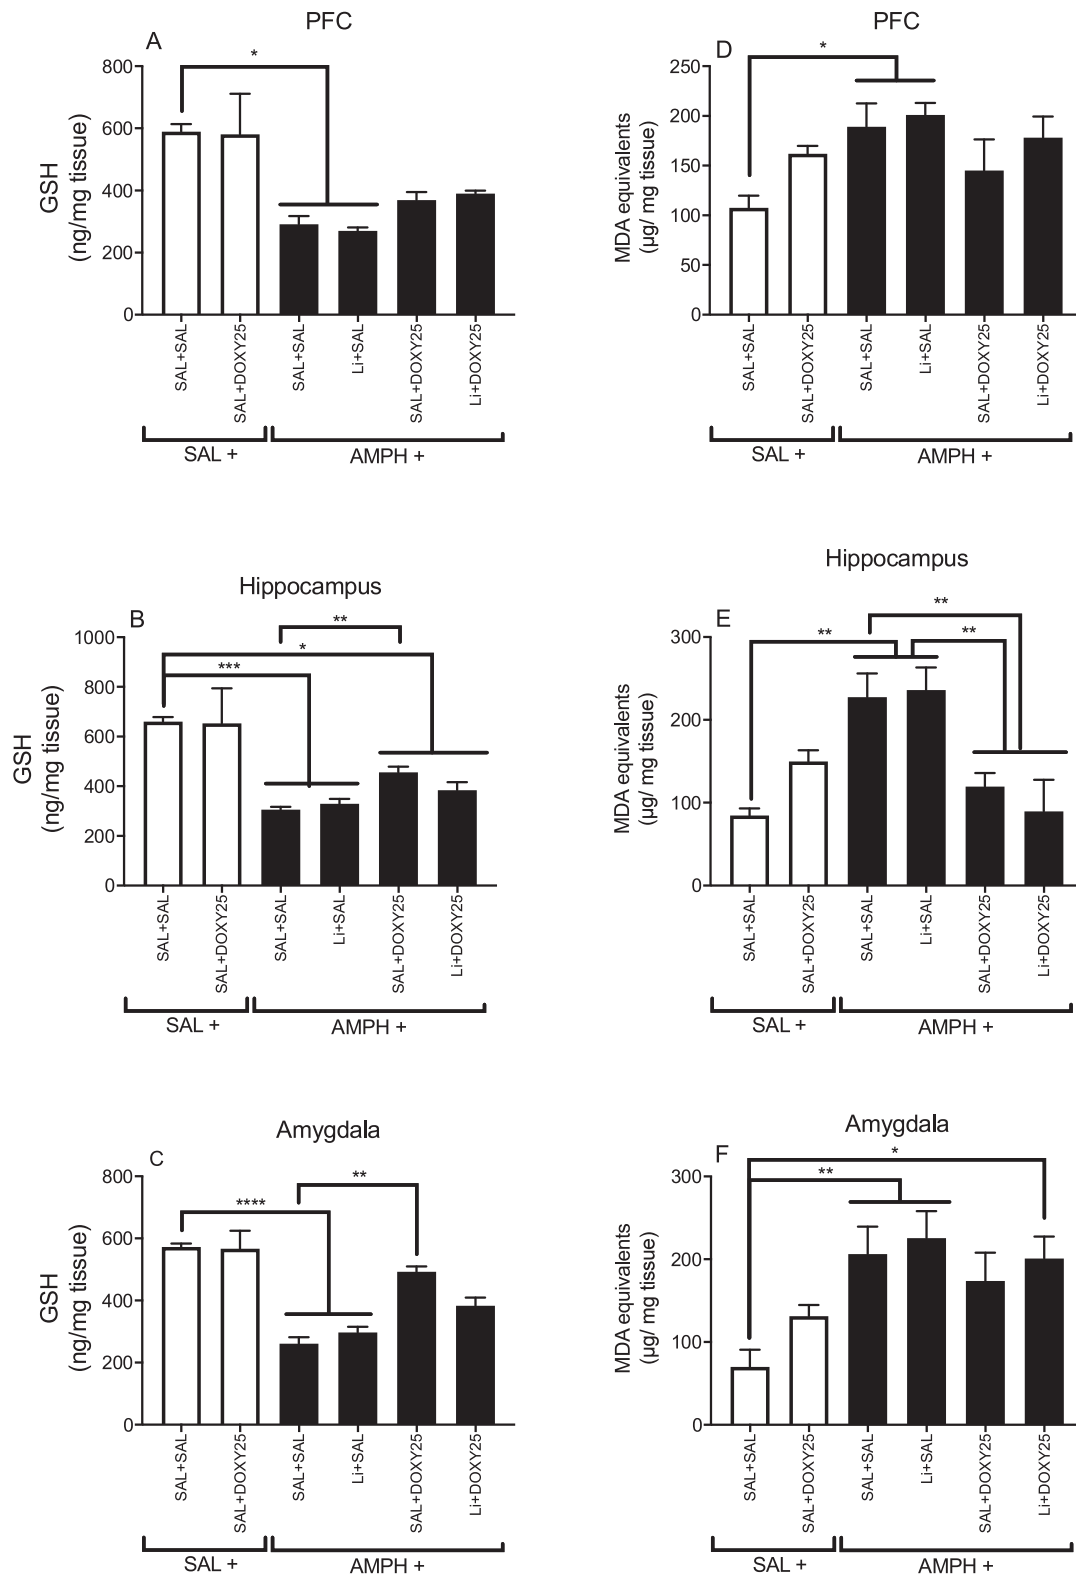 PFC
A
*
800
600
400
200
0
GSH
(ng/mg tissue)
SAL+SAL
SAL+DOXY25
SAL+SAL
Li+SAL
SAL+DOXY25
Li+DOXY25
SAL +
AMPH +
PFC
D
*
250
200
150
100
50
0
MDA equivalents
(µg/ mg tissue)
SAL+SAL
SAL+DOXY25
SAL+SAL
Li+SAL
SAL+DOXY25
Li+DOXY25
SAL +
AMPH +
Hippocampus
B
**
*
***
1000
800
600
400
200
0
GSH
(ng/mg tissue)
SAL+SAL
SAL+DOXY25
SAL+SAL
Li+SAL
SAL+DOXY25
Li+DOXY25
SAL +
AMPH +
Hippocampus
E
**
**
**
300
200
100
0
MDA equivalents
(µg/ mg tissue)
SAL+SAL
SAL+DOXY25
SAL+SAL
Li+SAL
SAL+DOXY25
Li+DOXY25
SAL +
AMPH +
Amygdala
C
**
****
800
600
400
200
0
GSH
(ng/mg tissue)
SAL+SAL
SAL+DOXY25
SAL+SAL
Li+SAL
SAL+DOXY25
Li+DOXY25
SAL +
AMPH +
Amygdala
F
*
**
300
200
100
0
MDA equivalents
(µg/ mg tissue)
SAL+SAL
SAL+DOXY25
SAL+SAL
Li+SAL
SAL+DOXY25
Li+DOXY25
SAL +
AMPH +